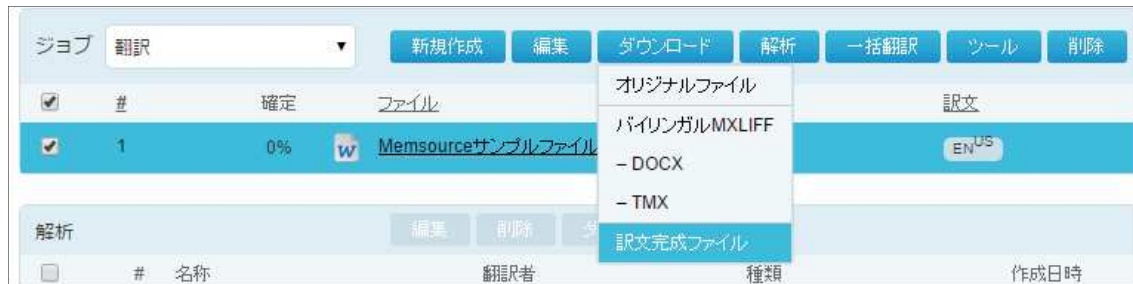 ジョブ 翻訳 新規作成 編集 ダウンロード 解析 一括翻訳 ツール 削除
# 確定 ファイル オリジナルファイル 訳文
バイリンガルMXLIFF
1 0% W Memsourceサンプルファイル EN US
– DOCX
– TMX
解析 編集 削除 訳文完成ファイル
# 名称 翻訳者 種類 作成日時